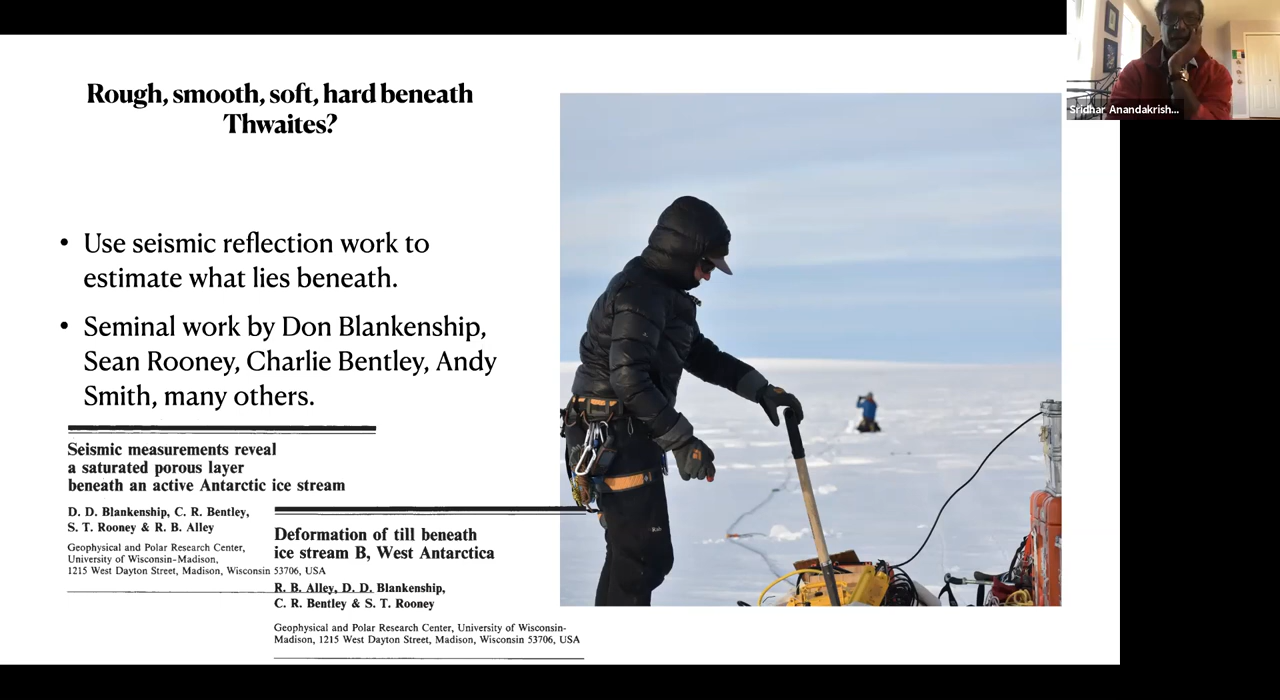 Rough, smooth, soft, hard beneath
Thwaites?
• Use seismic reflection work to
estimate what lies beneath.
• Seminal work by Don Blankenship,
Sean Rooney, Charlie Bentley, Andy
Smith, many others.
Seismic measurements reveal
a saturated porous layer
beneath an active Antarctic ice stream
D. D. Blankenship, C. R. Bentley,
S. T. Rooney & R. B. Alley
Geophysical and Polar Research Center,
University of Wisconsin-Madison,
1215 West Dayton Street, Madison, Wisconsin 53706, USA
Deformation of till beneath
ice stream B, West Antarctica
R. B. Alley, D. D. Blankenship,
C. R. Bentley & S. T. Rooney
Geophysical and Polar Research Center, University of Wisconsin-
Madison, 1215 West Dayton Street, Madison, Wisconsin 53706, USA
Sridhar Anandakrish...